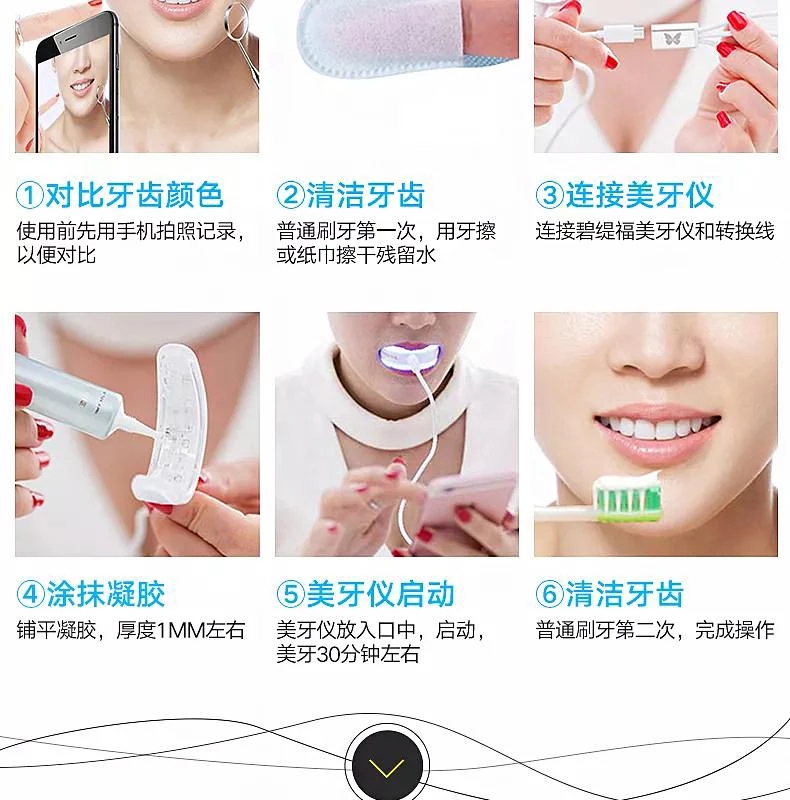 ①对比牙齿颜色
使用前先用手机拍照记录，
以便对比
②清洁牙齿
普通刷牙第一次，用牙擦
或纸巾擦干残留水
③连接美牙仪
连接碧缇福美牙仪和转换线
④涂抹凝胶
铺平凝胶，厚度1MM左右
⑤美牙仪启动
美牙仪放入口中，启动，
美牙30分钟左右
⑥清洁牙齿
普通刷牙第二次，完成操作